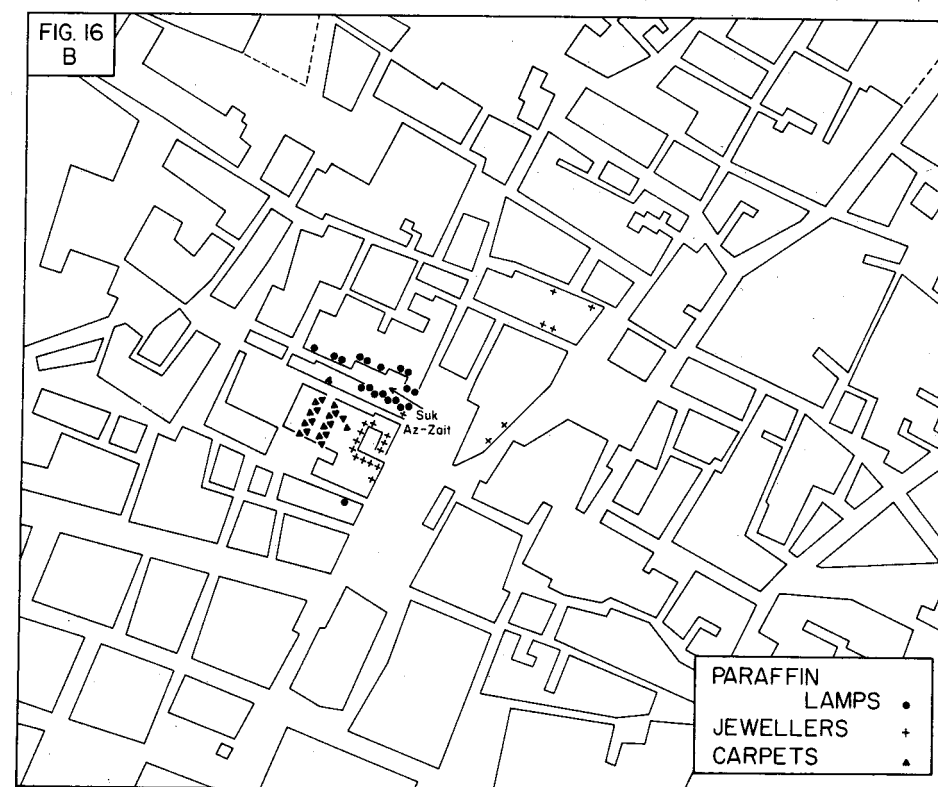 FIG. 16
B
Suk
Az-Zait
PARAFFIN
LAMPS
JEWELLERS
CARPETS